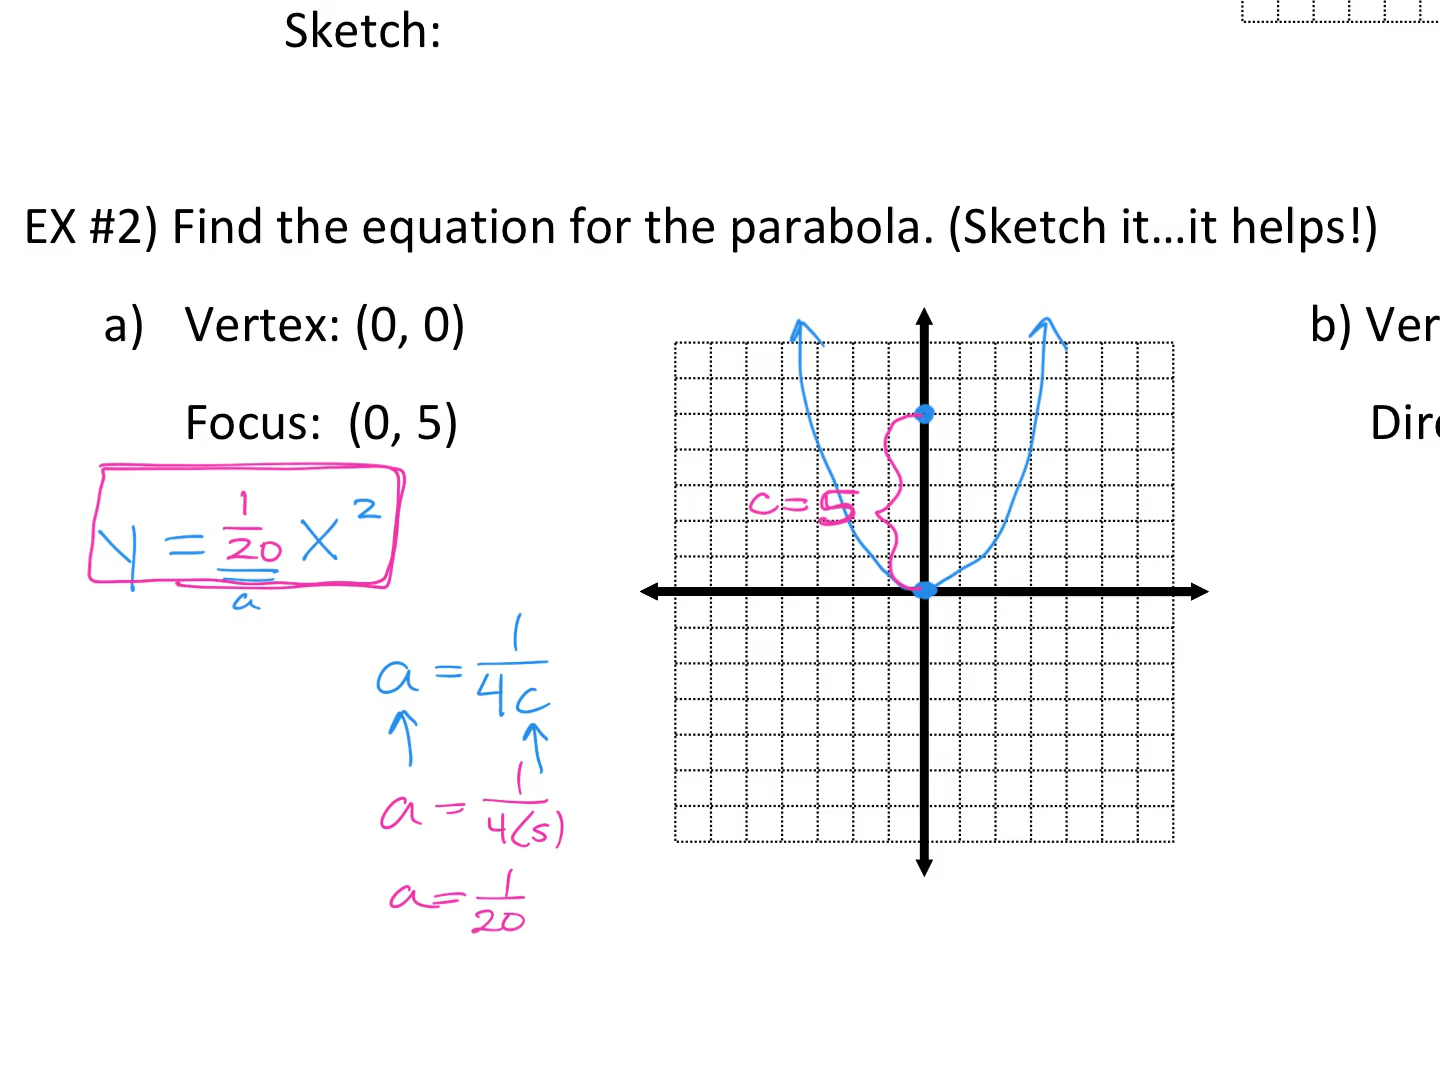 Sketch:
EX #2) Find the equation for the parabola. (Sketch it…it helps!)
a) Vertex: (0, 0)
b) Ver
Focus: (0, 5)
Dire
y = 1/20 x²
a
c = 5
a = 1/4c
a = 1/4(5)
a = 1/20